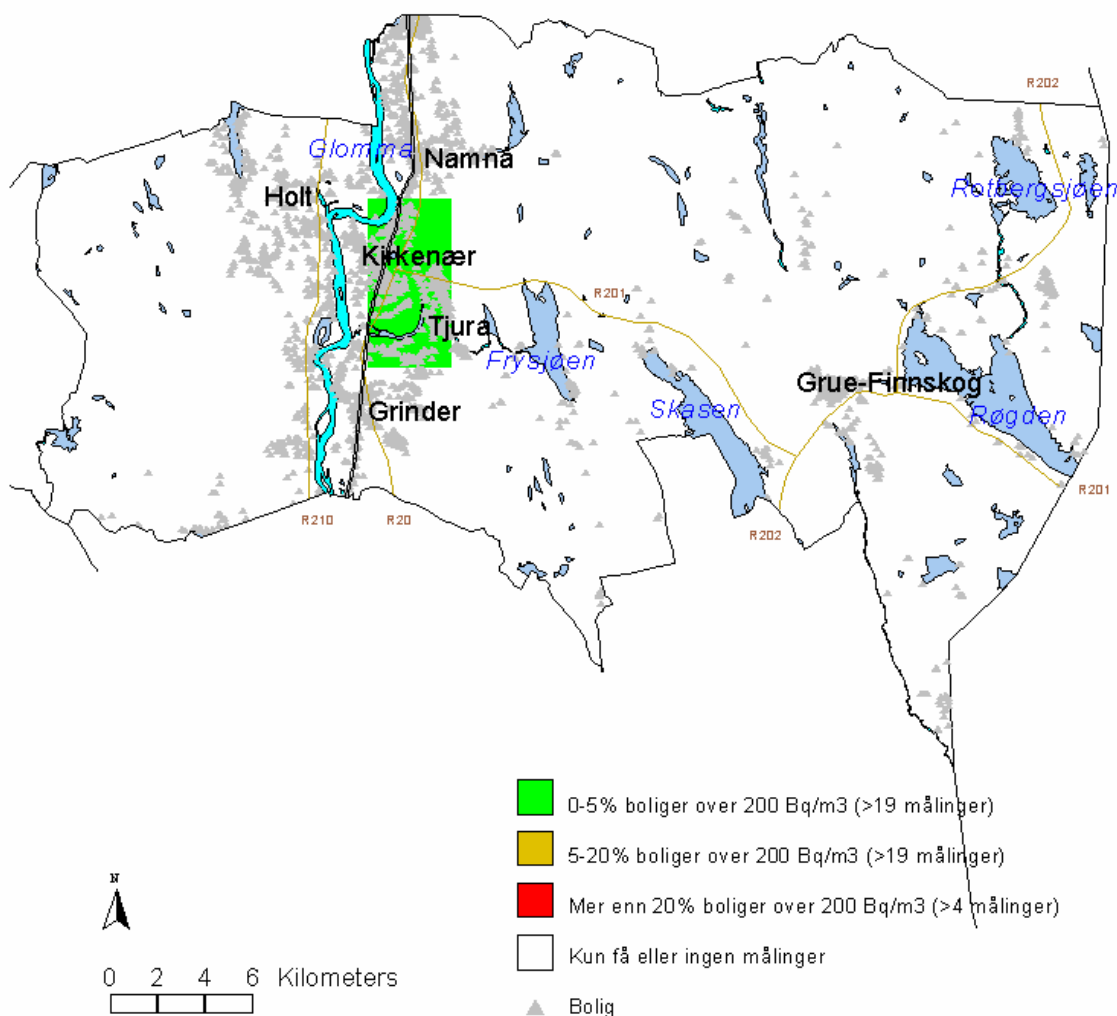 R202
Glomma
Namna
Holt
Rotbergsjøen
Kirkenær
R201
Tjura
Frysjøen
Grue-Finnskog
Grinder
Skasen
Røgden
R201
R210
R20
R202
0-5% boliger over 200 Bq/m3 (>19 målinger)
5-20% boliger over 200 Bq/m3 (>19 målinger)
Mer enn 20% boliger over 200 Bq/m3 (>4 målinger)
Kun få eller ingen målinger
Bolig
N
0 2 4 6 Kilometers